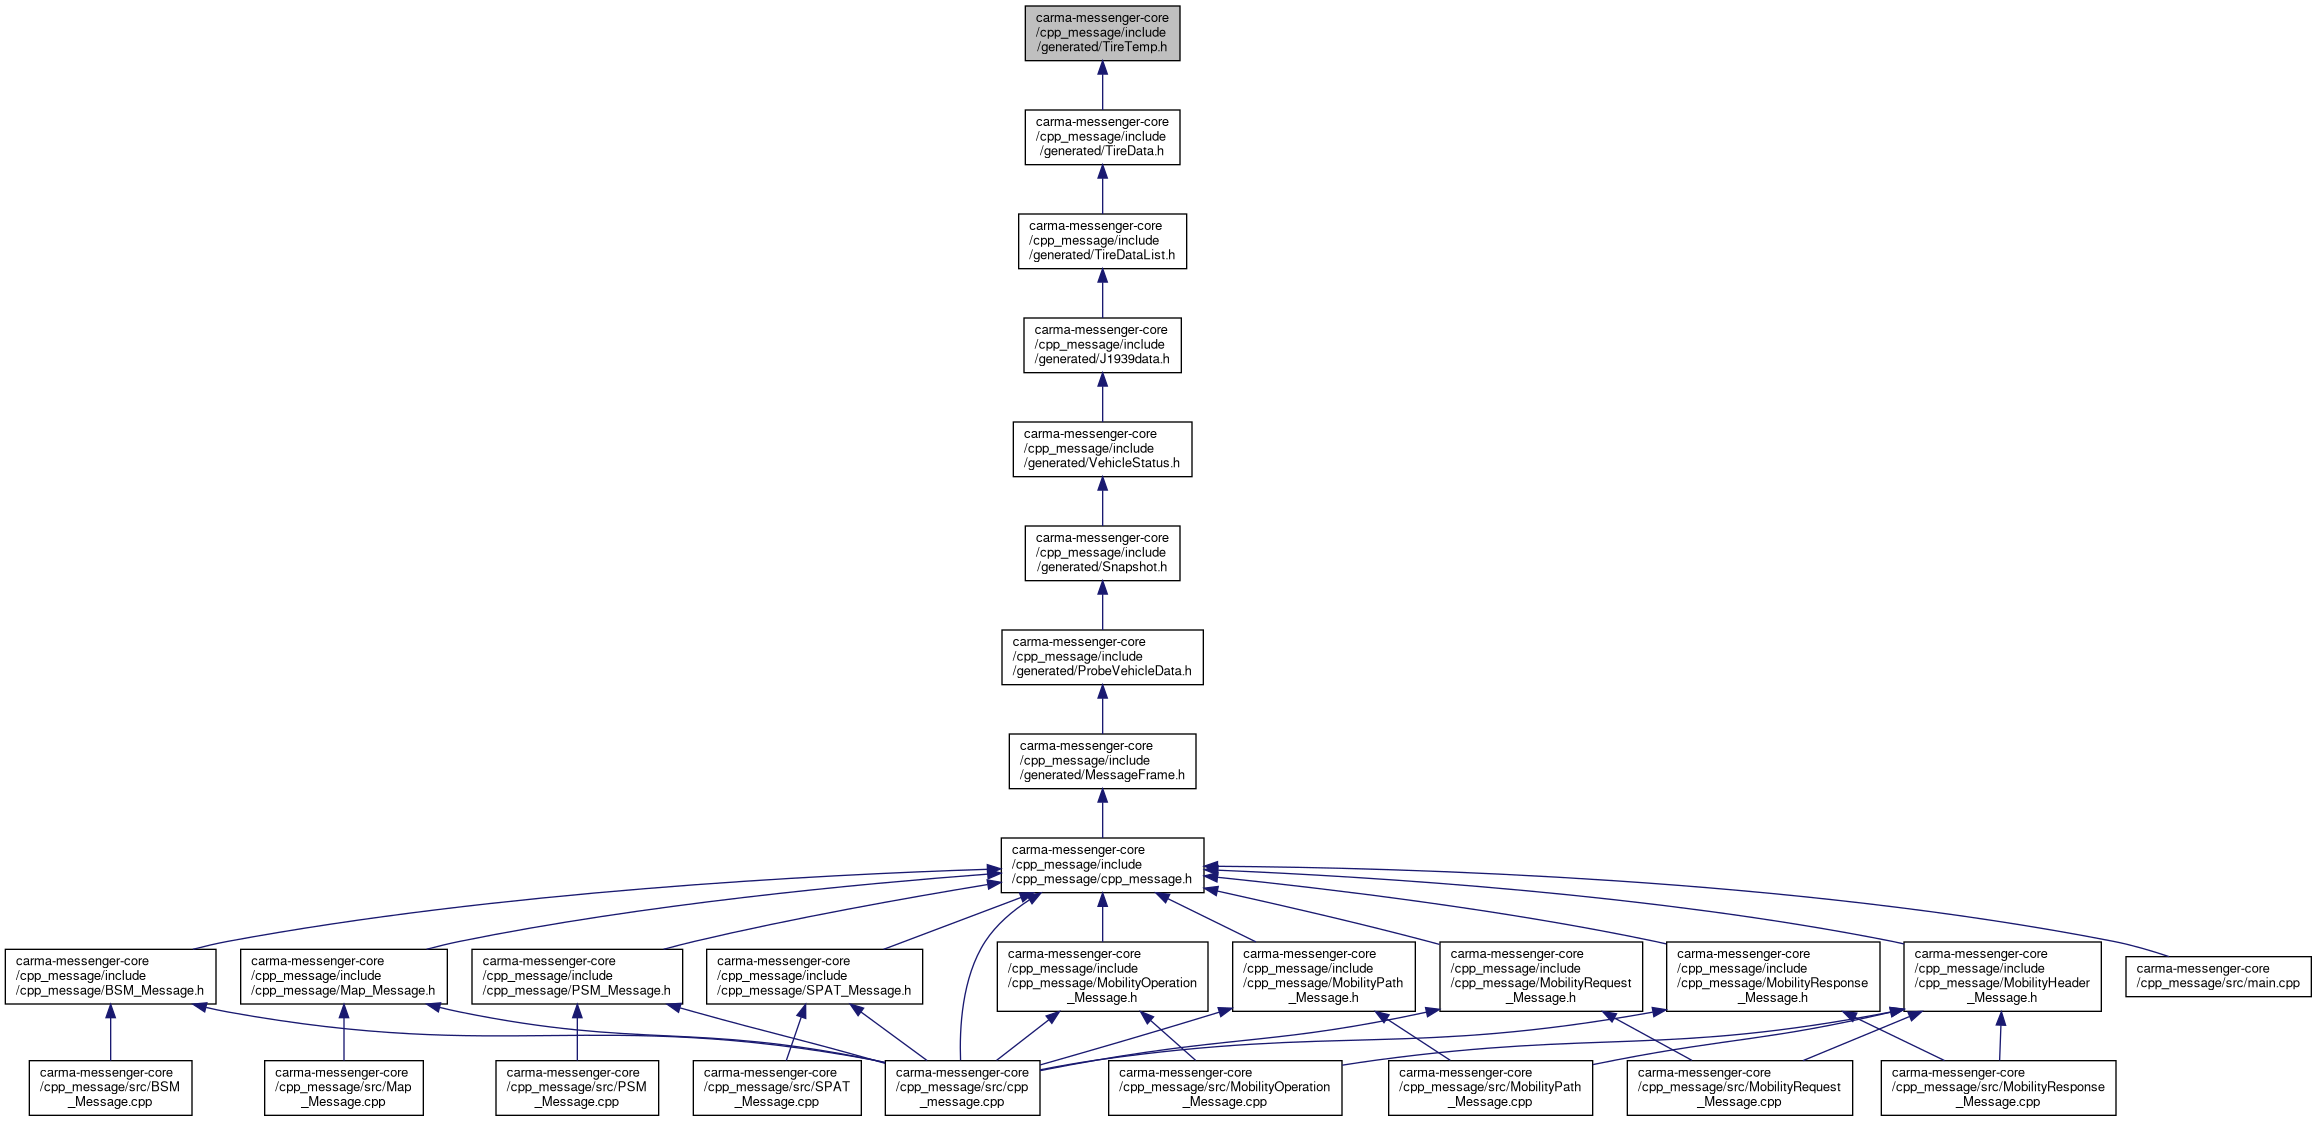 carma-messenger-core
/cpp_message/include
/generated/TireTemp.h
carma-messenger-core
/cpp_message/include
/generated/TireData.h
carma-messenger-core
/cpp_message/include
/generated/TireDataList.h
carma-messenger-core
/cpp_message/include
/generated/J1939data.h
carma-messenger-core
/cpp_message/include
/generated/VehicleStatus.h
carma-messenger-core
/cpp_message/include
/generated/Snapshot.h
carma-messenger-core
/cpp_message/include
/generated/ProbeVehicleData.h
carma-messenger-core
/cpp_message/include
/generated/MessageFrame.h
carma-messenger-core
/cpp_message/include
/cpp_message/cpp_message.h
carma-messenger-core
/cpp_message/include
/cpp_message/BSM_Message.h
carma-messenger-core
/cpp_message/include
/cpp_message/Map_Message.h
carma-messenger-core
/cpp_message/include
/cpp_message/PSM_Message.h
carma-messenger-core
/cpp_message/include
/cpp_message/SPAT_Message.h
carma-messenger-core
/cpp_message/include
/cpp_message/MobilityOperation
_Message.h
carma-messenger-core
/cpp_message/include
/cpp_message/MobilityPath
_Message.h
carma-messenger-core
/cpp_message/include
/cpp_message/MobilityRequest
_Message.h
carma-messenger-core
/cpp_message/include
/cpp_message/MobilityResponse
_Message.h
carma-messenger-core
/cpp_message/include
/cpp_message/MobilityHeader
_Message.h
carma-messenger-core
/cpp_message/src/main.cpp
carma-messenger-core
/cpp_message/src/BSM
_Message.cpp
carma-messenger-core
/cpp_message/src/Map
_Message.cpp
carma-messenger-core
/cpp_message/src/PSM
_Message.cpp
carma-messenger-core
/cpp_message/src/SPAT
_Message.cpp
carma-messenger-core
/cpp_message/src/cpp
_message.cpp
carma-messenger-core
/cpp_message/src/MobilityOperation
_Message.cpp
carma-messenger-core
/cpp_message/src/MobilityPath
_Message.cpp
carma-messenger-core
/cpp_message/src/MobilityRequest
_Message.cpp
carma-messenger-core
/cpp_message/src/MobilityResponse
_Message.cpp